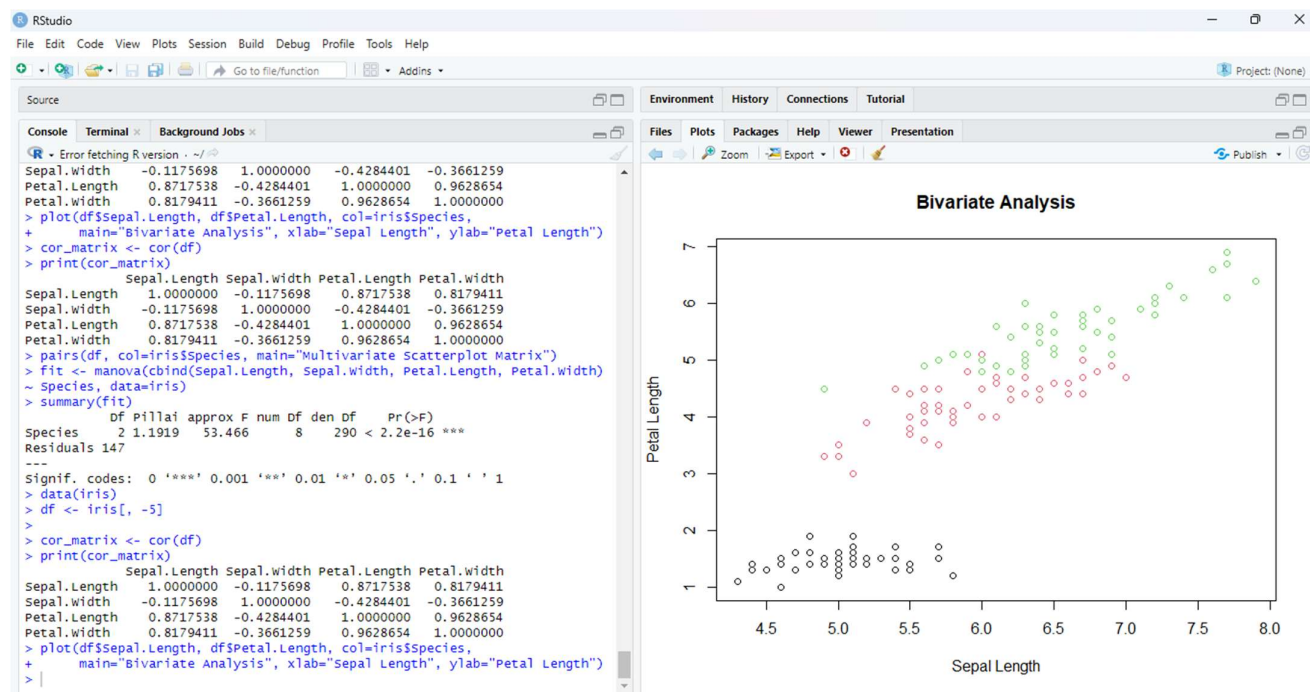 RStudio
File Edit Code View Plots Session Build Debug Profile Tools Help
Go to file/function Addins Project: (None)
Source
Console Terminal Background Jobs
R Error fetching R version · ~/
Sepal.Width -0.1175698 1.0000000 -0.4284401 -0.3661259
Petal.Length 0.8717538 -0.4284401 1.0000000 0.9628654
Petal.Width 0.8179411 -0.3661259 0.9628654 1.0000000
> plot(df$Sepal.Length, df$Petal.Length, col=iris$Species,
+ main="Bivariate Analysis", xlab="Sepal Length", ylab="Petal Length")
> cor_matrix <- cor(df)
> print(cor_matrix)
Sepal.Length Sepal.Width Petal.Length Petal.Width
Sepal.Length 1.0000000 -0.1175698 0.8717538 0.8179411
Sepal.Width -0.1175698 1.0000000 -0.4284401 -0.3661259
Petal.Length 0.8717538 -0.4284401 1.0000000 0.9628654
Petal.Width 0.8179411 -0.3661259 0.9628654 1.0000000
> pairs(df, col=iris$Species, main="Multivariate Scatterplot Matrix")
> fit <- manova(cbind(Sepal.Length, Sepal.Width, Petal.Length, Petal.Width)
~ Species, data=iris)
> summary(fit)
Df Pillai approx F num Df den Df Pr(>F)
Species 2 1.1919 53.466 8 290 < 2.2e-16 ***
Residuals 147
---
Signif. codes: 0 ‘***’ 0.001 ‘**’ 0.01 ‘*’ 0.05 ‘.’ 0.1 ‘ ’ 1
> data(iris)
> df <- iris[, -5]
>
> cor_matrix <- cor(df)
> print(cor_matrix)
Sepal.Length Sepal.Width Petal.Length Petal.Width
Sepal.Length 1.0000000 -0.1175698 0.8717538 0.8179411
Sepal.Width -0.1175698 1.0000000 -0.4284401 -0.3661259
Petal.Length 0.8717538 -0.4284401 1.0000000 0.9628654
Petal.Width 0.8179411 -0.3661259 0.9628654 1.0000000
> plot(df$Sepal.Length, df$Petal.Length, col=iris$Species,
+ main="Bivariate Analysis", xlab="Sepal Length", ylab="Petal Length")
>
Environment History Connections Tutorial
Files Plots Packages Help Viewer Presentation
Zoom Export Publish
Bivariate Analysis
Petal Length
7
6
5
4
3
2
1
4.5 5.0 5.5 6.0 6.5 7.0 7.5 8.0
Sepal Length